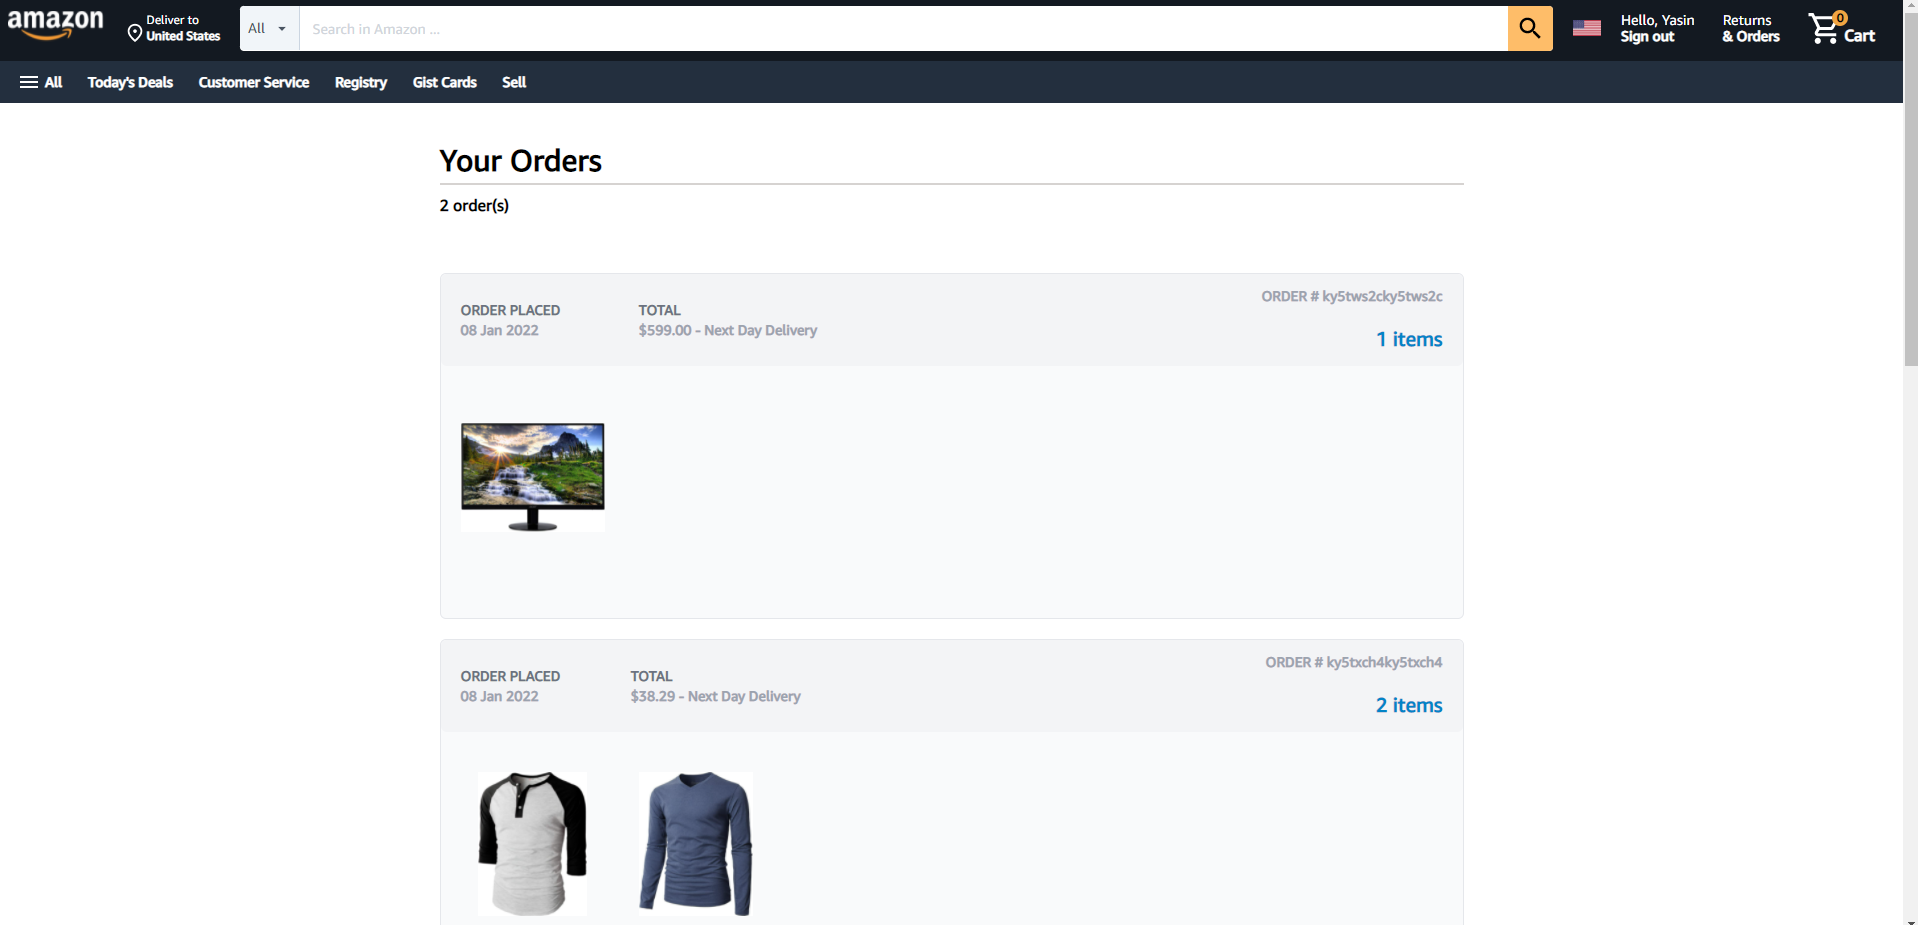 amazon
Deliver to
United States
All
Search in Amazon ...
Hello, Yasin
Sign out
Returns
& Orders
0
Cart
All
Today's Deals
Customer Service
Registry
Gist Cards
Sell
Your Orders
2 order(s)
ORDER PLACED
08 Jan 2022
TOTAL
$599.00 - Next Day Delivery
ORDER # ky5tws2cky5tws2c
1 items
ORDER PLACED
08 Jan 2022
TOTAL
$38.29 - Next Day Delivery
ORDER # ky5txch4ky5txch4
2 items